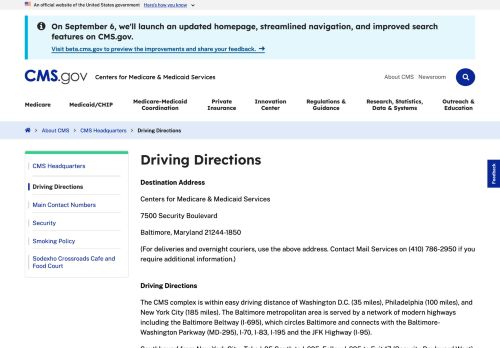 An official website of the United States government Here's how you know
On September 6, we'll launch an updated homepage, streamlined navigation, and improved search
features on CMS.gov.
Visit beta.cms.gov to preview the improvements and share your feedback.
CMS.gov Centers for Medicare & Medicaid Services
About CMS Newsroom
Medicare
Medicaid/CHIP
Medicare-Medicaid
Coordination
Private
Insurance
Innovation
Center
Regulations &
Guidance
Research, Statistics,
Data & Systems
Outreach &
Education
About CMS > CMS Headquarters > Driving Directions
CMS Headquarters
Driving Directions
Main Contact Numbers
Security
Smoking Policy
Sodexho Crossroads Cafe and
Food Court
Feedback
Driving Directions
Destination Address
Centers for Medicare & Medicaid Services
7500 Security Boulevard
Baltimore, Maryland 21244-1850
(For deliveries and overnight couriers, use the above address. Contact Mail Services on (410) 786-2950 if you
require additional information.)
Driving Directions
The CMS complex is within easy driving distance of Washington D.C. (35 miles), Philadelphia (100 miles), and
New York City (185 miles). The Baltimore metropolitan area is served by a network of modern highways
including the Baltimore Beltway (I-695), which circles Baltimore and connects with the Baltimore-
Washington Parkway (MD-295), I-70, I-83, I-195 and the JFK Highway (I-95).